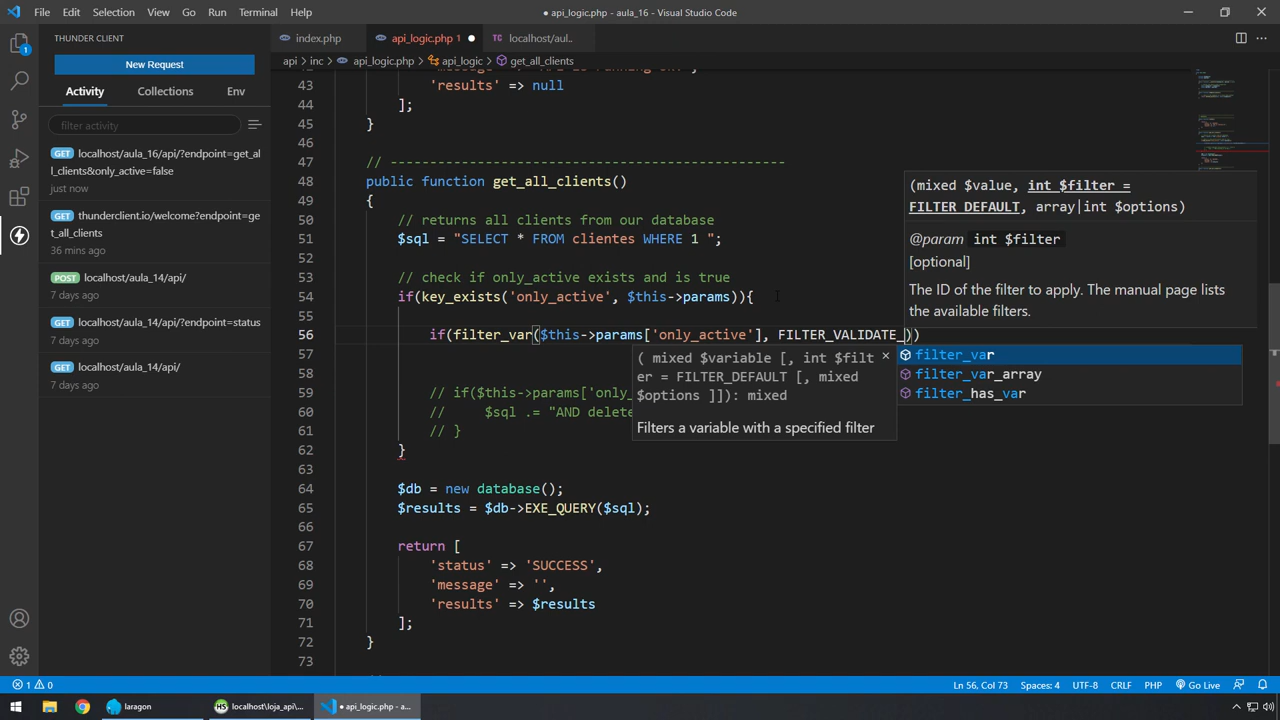 File Edit Selection View Go Run Terminal Help
● api_logic.php - aula_16 - Visual Studio Code
THUNDER CLIENT
New Request
Activity Collections Env
filter activity
GET localhost/aula_16/api/?endpoint=get_al
l_clients&only_active=false
just now
GET thunderclient.io/welcome?endpoint=ge
t_all_clients
36 mins ago
POST localhost/aula_14/api/
7 days ago
GET localhost/aula_14/api/?endpoint=status
7 days ago
GET localhost/aula_14/api/
7 days ago
index.php api_logic.php 1 ● TC localhost/aul..
api > inc > api_logic.php > api_logic > get_all_clients
43 'results' => null
44 ];
45 }
46
47 // -------------------------------------------------
48 public function get_all_clients()
49 {
50 // returns all clients from our database
51 $sql = "SELECT * FROM clientes WHERE 1 ";
52
53 // check if only_active exists and is true
54 if(key_exists('only_active', $this->params)){
55
56 if(filter_var($this->params['only_active'], FILTER_VALIDATE_))
57
58
59 // if($this->params['only_
60 // $sql .= "AND delete
61 // }
62 }
63
64 $db = new database();
65 $results = $db->EXE_QUERY($sql);
66
67 return [
68 'status' => 'SUCCESS',
69 'message' => '',
70 'results' => $results
71 ];
72 }
73
(mixed $value, int $filter =
FILTER_DEFAULT, array|int $options)
@param int $filter
[optional]
The ID of the filter to apply. The manual page lists
the available filters.
filter_var
filter_var_array
filter_has_var
( mixed $variable [, int $filt
er = FILTER_DEFAULT [, mixed
$options ]]): mixed
Filters a variable with a specified filter
1 0 Ln 56, Col 73 Spaces: 4 UTF-8 CRLF PHP Go Live
laragon localhost\loja_api\... api_logic.php - a...